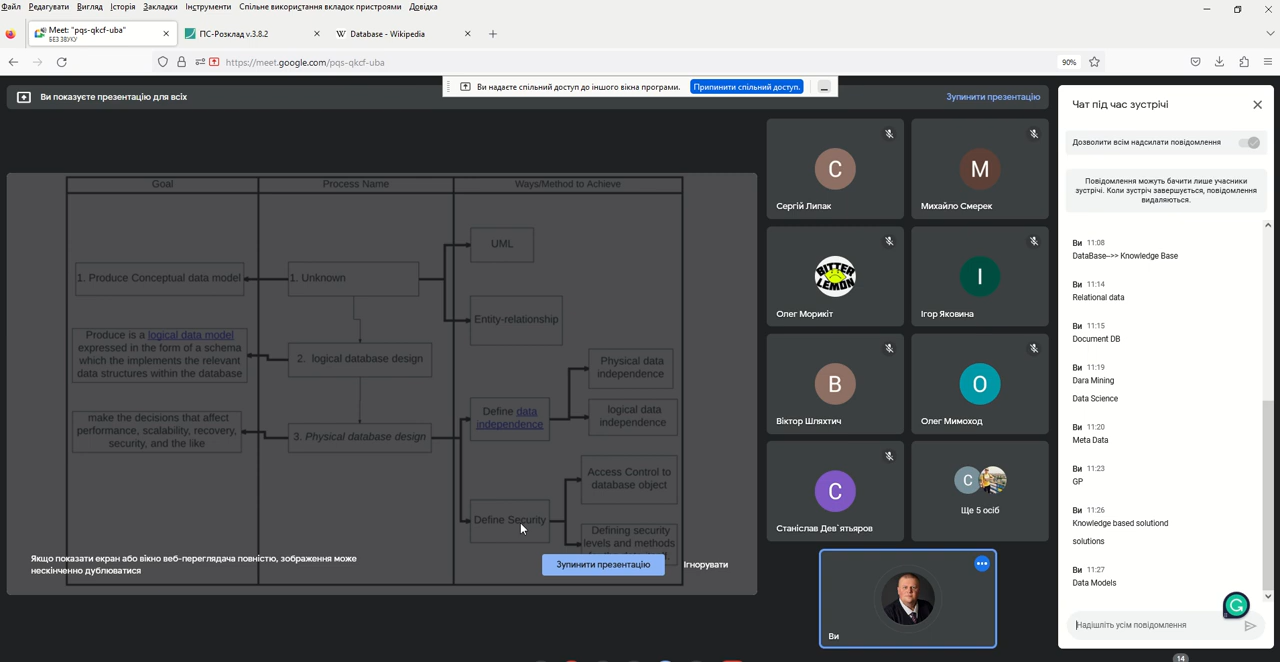 Файл Редагувати Вигляд Історія Закладки Інструменти Спільне використання вкладок пристроями Довідка
Meet: "pqs-qkcf-uba"
БЕЗ ЗВУКУ
ПС-Розклад v.3.8.2
W Database - Wikipedia
https://meet.google.com/pqs-qkcf-uba
90%
Ви надаєте спільний доступ до іншого вікна програми.
Припинити спільний доступ.
Ви показуєте презентацію для всіх
Зупинити презентацію
Goal
Process Name
Ways/Method to Achieve
UML
1. Produce Conceptual data model
1. Unknown
Entity-relationship
Produce is a logical data model
expressed in the form of a schema
which the implements the relevant
data structures within the database
2. logical database design
Physical data
independence
make the decisions that affect
performance, scalability, recovery,
security, and the like
3. Physical database design
Define data
independence
logical data
independence
Access Control to
database object
Define Security
Defining security
levels and methods
Якщо показати екран або вікно веб-переглядача повністю, зображення може
нескінченно дублюватися
Зупинити презентацію
Ігнорувати
С
Сергій Липак
М
Михайло Смерек
BITTER
LEMON
Олег Морикіт
І
Ігор Яковина
В
Віктор Шляхтич
О
Олег Мимоход
С
Станіслав Дев`ятьяров
С
Ще 5 осіб
Ви
Чат під час зустрічі
Дозволити всім надсилати повідомлення
Повідомлення можуть бачити лише учасники
зустрічі. Коли зустріч завершується, повідомлення
видаляються.
Ви 11:08
DataBase-->> Knowledge Base
Ви 11:14
Relational data
Ви 11:15
Document DB
Ви 11:19
Dara Mining
Data Science
Ви 11:20
Meta Data
Ви 11:23
GP
Ви 11:26
Knowledge based solutiond
solutions
Ви 11:27
Data Models
Надішліть усім повідомлення
14